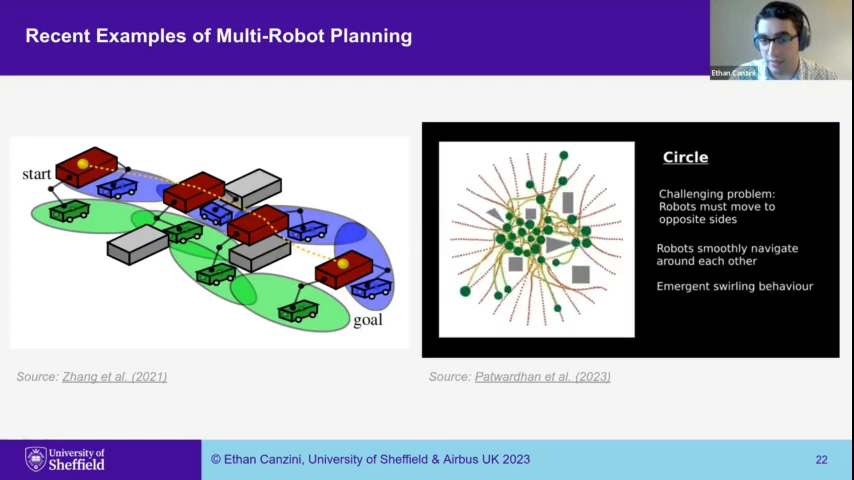 Recent Examples of Multi-Robot Planning
Ethan Canzini
start
goal
Circle
Challenging problem:
Robots must move to
opposite sides
Robots smoothly navigate
around each other
Emergent swirling behaviour
Source: Zhang et al. (2021)
Source: Patwardhan et al. (2023)
University of
Sheffield
© Ethan Canzini, University of Sheffield & Airbus UK 2023
22